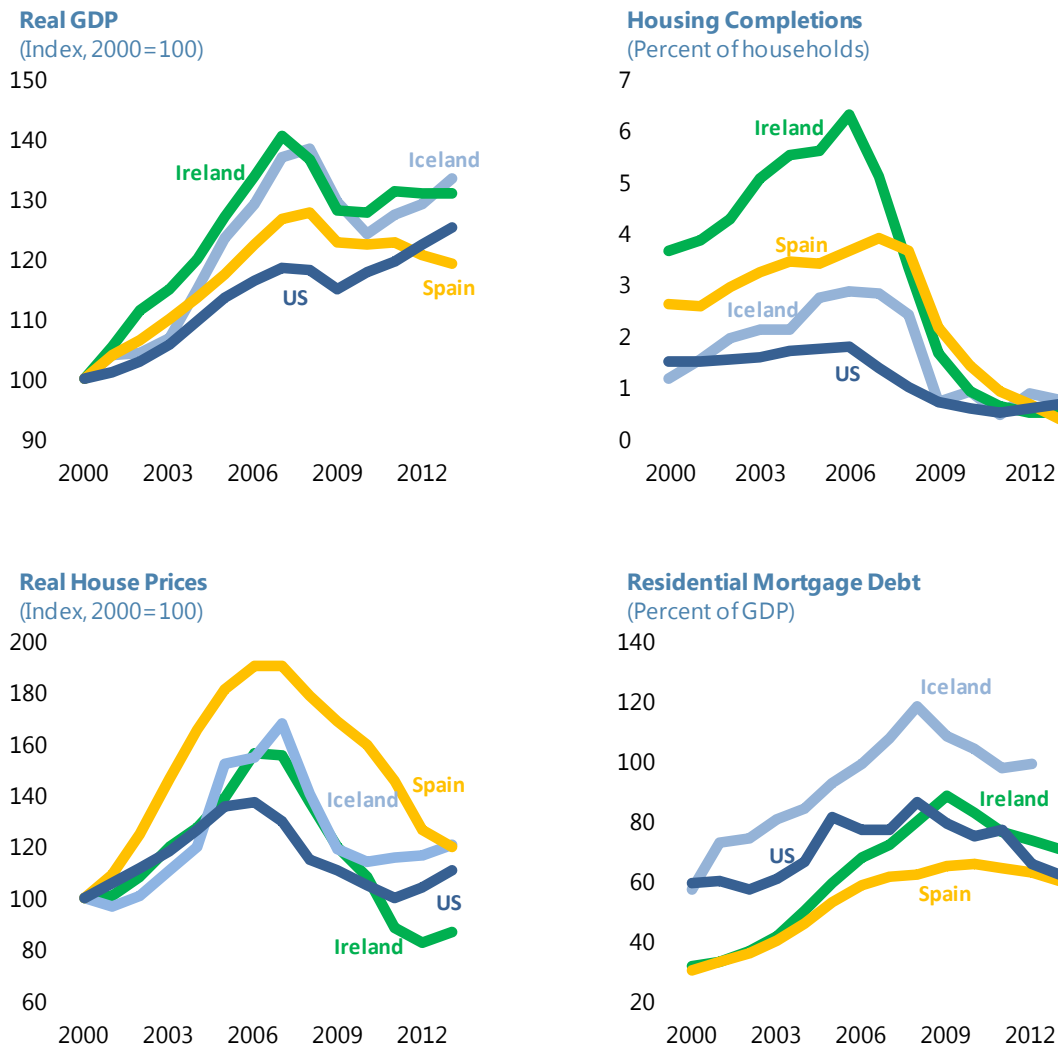 Real GDP
(Index, 2000=100)
150
140
130
120
110
100
90
Ireland
Iceland
US
Spain
2000 2003 2006 2009 2012
Housing Completions
(Percent of households)
7
6
5
4
3
2
1
0
Ireland
Spain
Iceland
US
2000 2003 2006 2009 2012
Real House Prices
(Index, 2000=100)
200
180
160
140
120
100
80
60
Spain
Iceland
US
Ireland
2000 2003 2006 2009 2012
Residential Mortgage Debt
(Percent of GDP)
140
120
100
80
60
40
20
Iceland
Ireland
US
Spain
2000 2003 2006 2009 2012